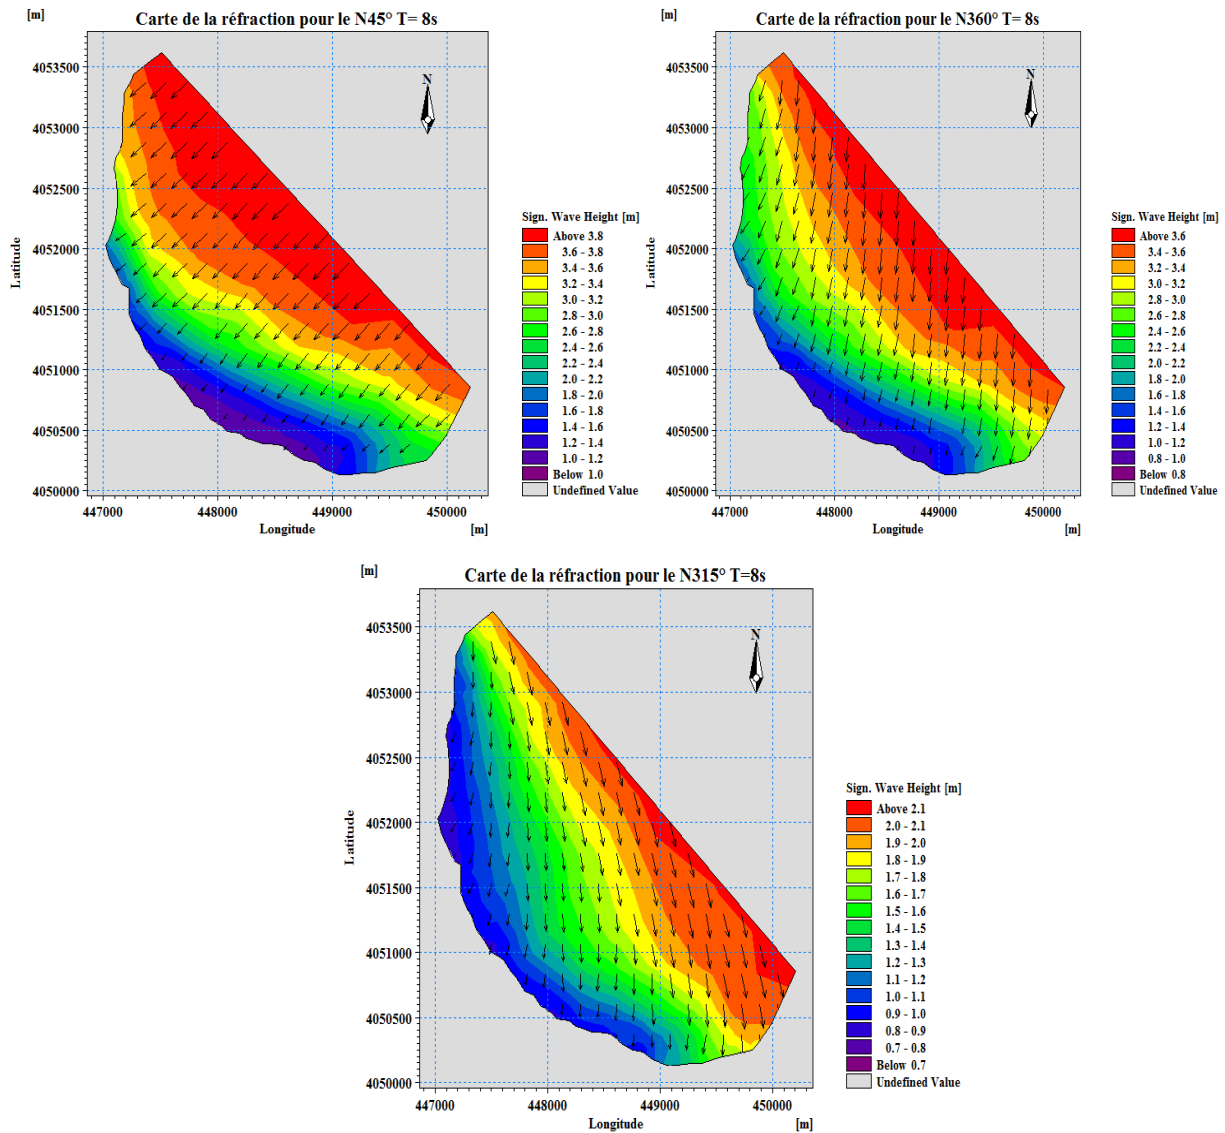 [m]
Carte de la réfraction pour le N45° T= 8s
N
4053500
4053000
4052500
4052000
4051500
4051000
4050500
4050000
Latitude
447000
448000
449000
450000
Longitude
[m]
Sign. Wave Height [m]
Above 3.8
3.6 - 3.8
3.4 - 3.6
3.2 - 3.4
3.0 - 3.2
2.8 - 3.0
2.6 - 2.8
2.4 - 2.6
2.2 - 2.4
2.0 - 2.2
1.8 - 2.0
1.6 - 1.8
1.4 - 1.6
1.2 - 1.4
1.0 - 1.2
Below 1.0
Undefined Value
[m]
Carte de la réfraction pour le N360° T= 8s
N
4053500
4053000
4052500
4052000
4051500
4051000
4050500
4050000
Latitude
447000
448000
449000
450000
Longitude
[m]
Sign. Wave Height [m]
Above 3.6
3.4 - 3.6
3.2 - 3.4
3.0 - 3.2
2.8 - 3.0
2.6 - 2.8
2.4 - 2.6
2.2 - 2.4
2.0 - 2.2
1.8 - 2.0
1.6 - 1.8
1.4 - 1.6
1.2 - 1.4
1.0 - 1.2
0.8 - 1.0
Below 0.8
Undefined Value
[m]
Carte de la réfraction pour le N315° T=8s
N
4053500
4053000
4052500
4052000
4051500
4051000
4050500
4050000
Latitude
447000
448000
449000
450000
Longitude
[m]
Sign. Wave Height [m]
Above 2.1
2.0 - 2.1
1.9 - 2.0
1.8 - 1.9
1.7 - 1.8
1.6 - 1.7
1.5 - 1.6
1.4 - 1.5
1.3 - 1.4
1.2 - 1.3
1.1 - 1.2
1.0 - 1.1
0.9 - 1.0
0.8 - 0.9
0.7 - 0.8
Below 0.7
Undefined Value